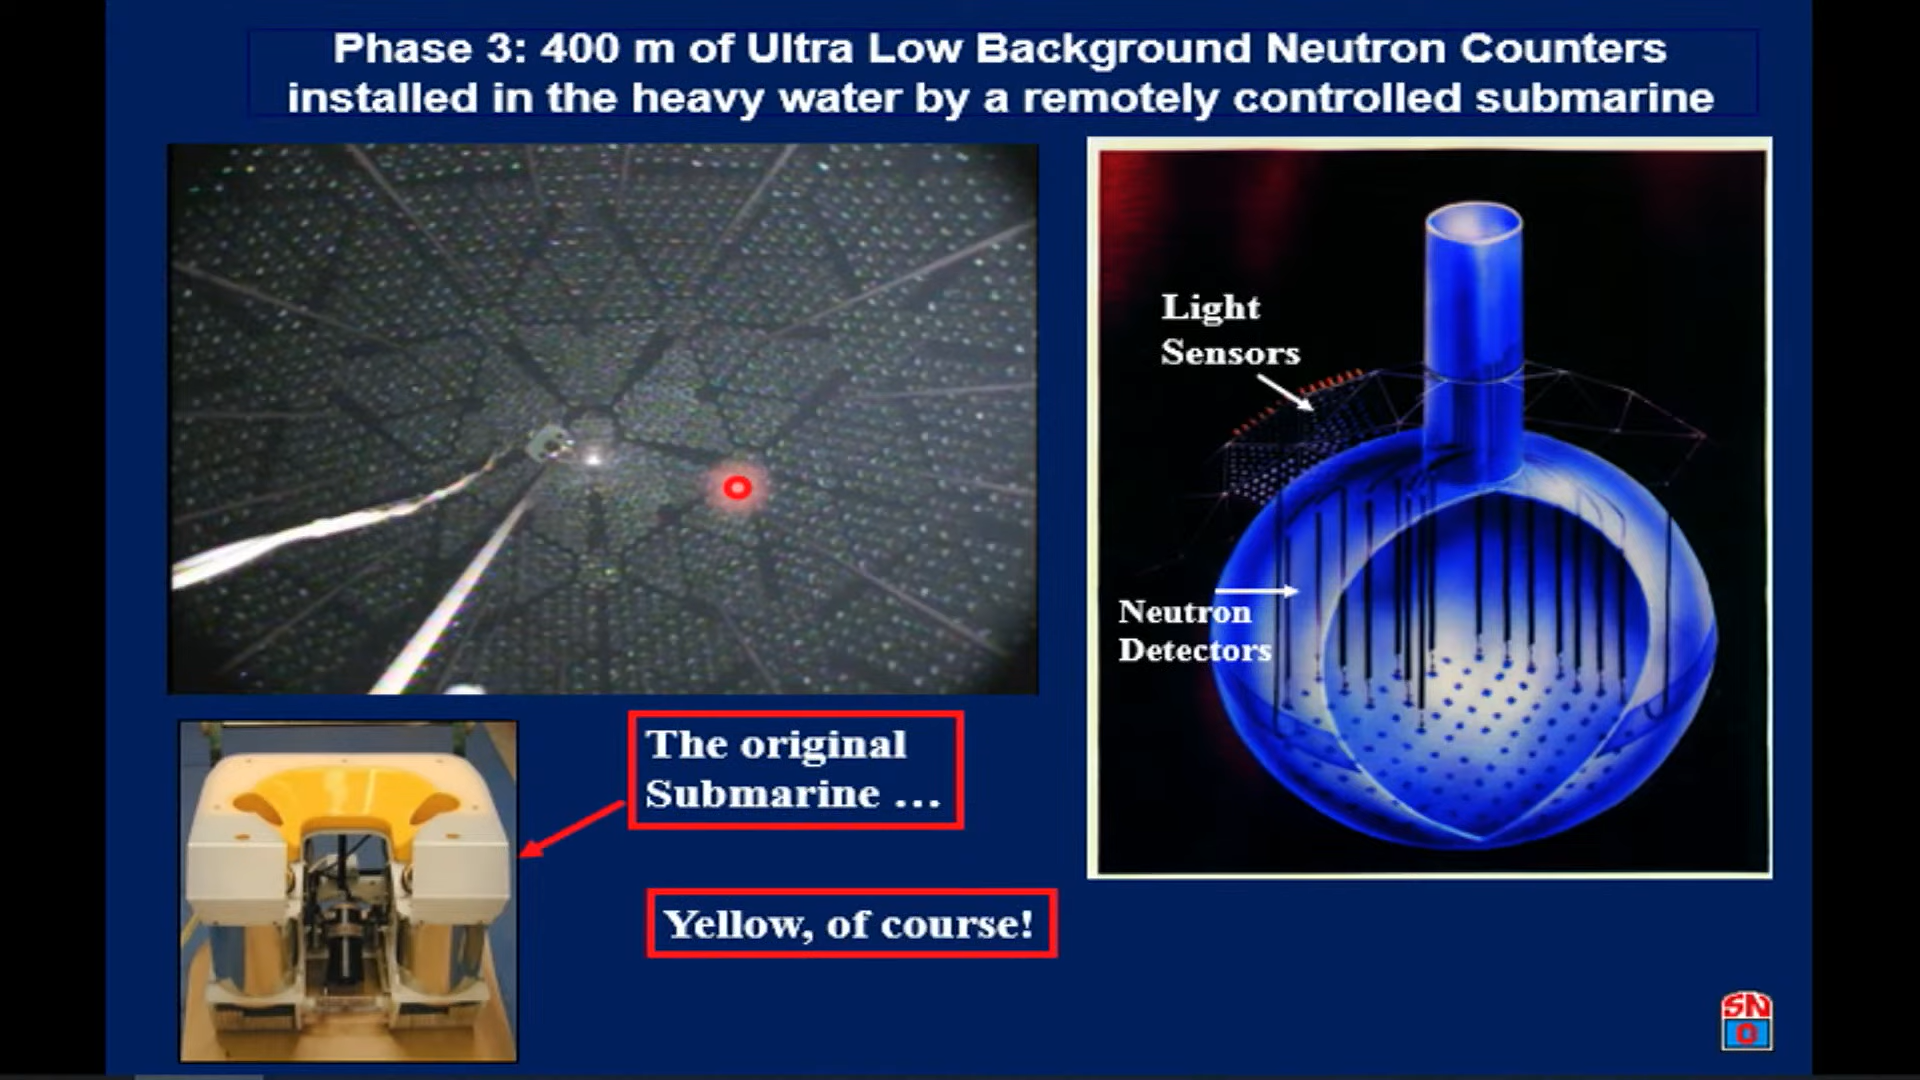 Phase 3: 400 m of Ultra Low Background Neutron Counters
installed in the heavy water by a remotely controlled submarine
Light
Sensors
Neutron
Detectors
The original
Submarine ...
Yellow, of course!
SN
O